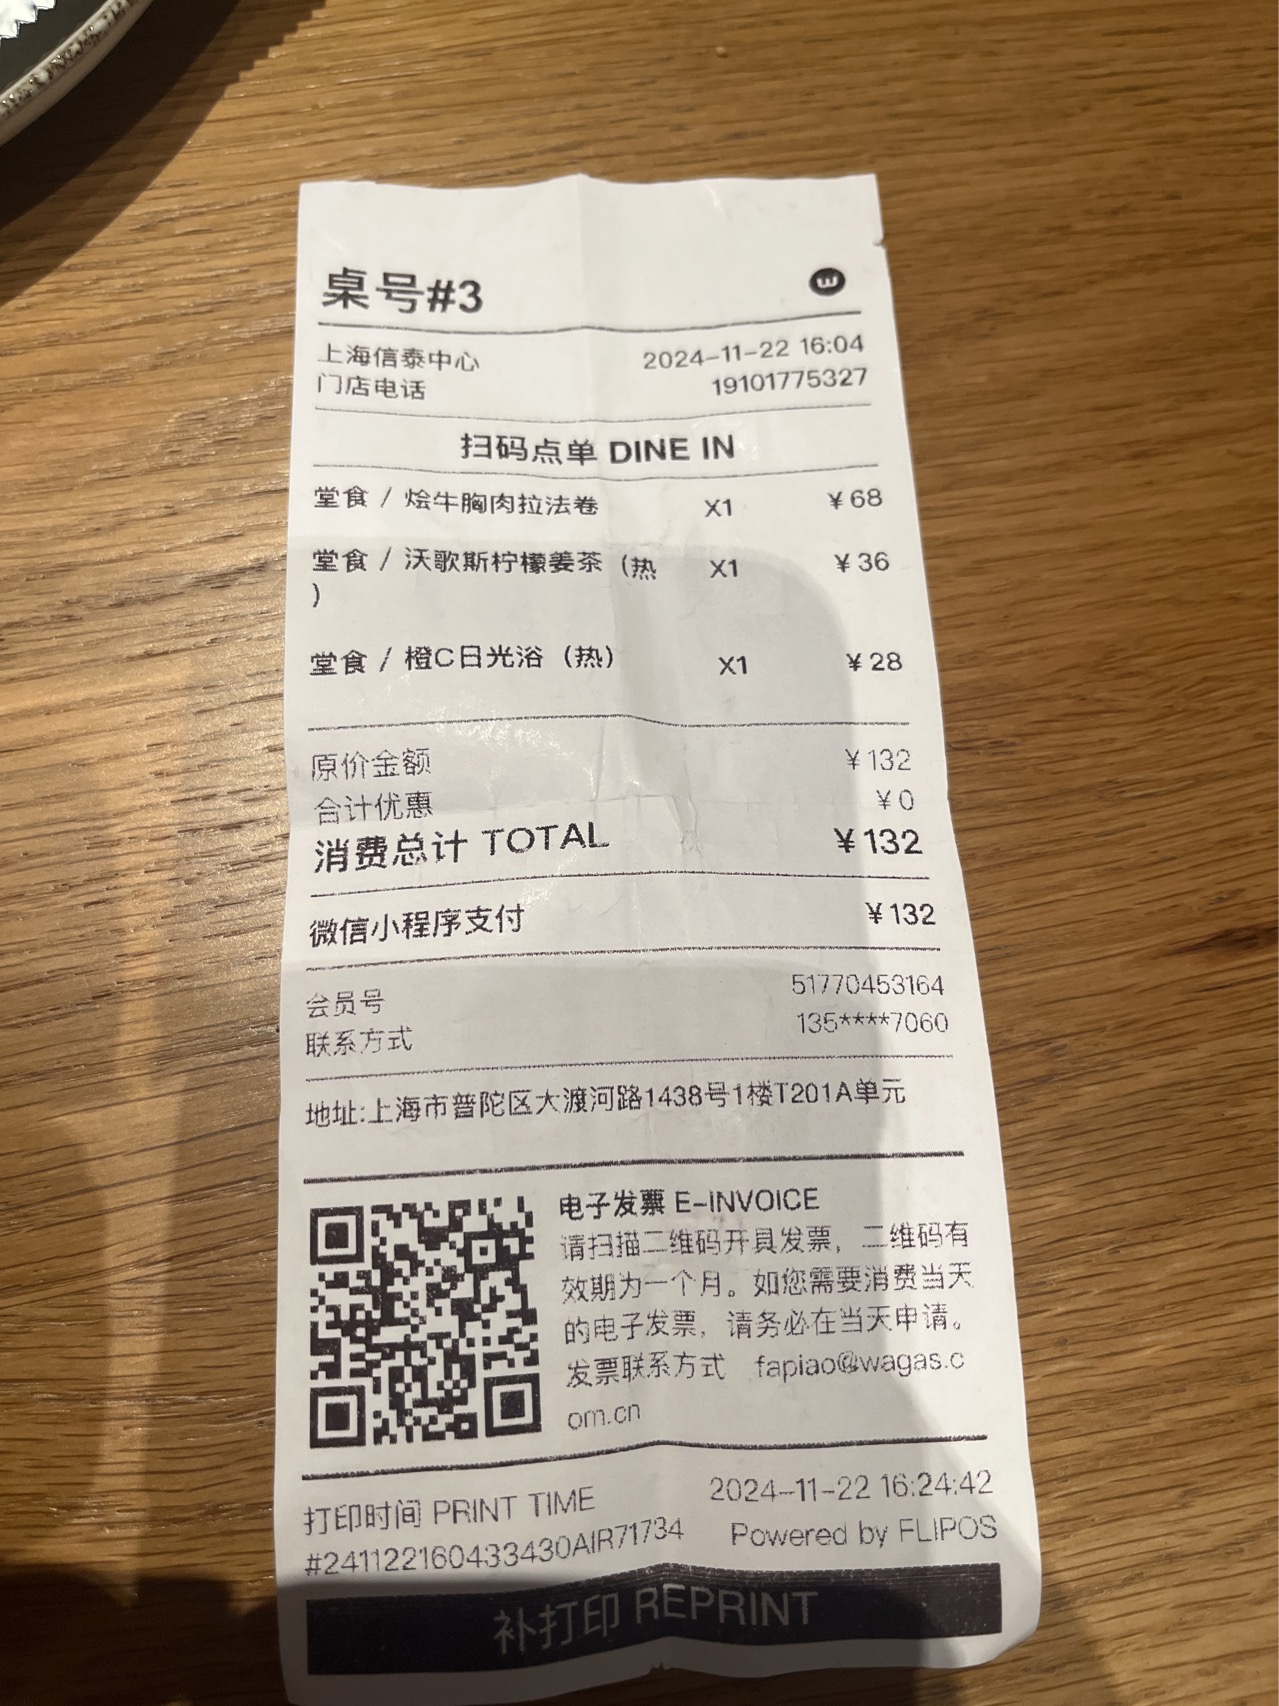 桌号#3
w
上海信泰中心 2024-11-22 16:04
门店电话 19101775327
扫码点单 DINE IN
堂食 / 烩牛胸肉拉法卷 X1 ¥68
堂食 / 沃歌斯柠檬姜茶（热 X1 ¥36
）
堂食 / 橙C日光浴（热） X1 ¥28
原价金额 ¥132
合计优惠 ¥0
消费总计 TOTAL ¥132
微信小程序支付 ¥132
会员号 51770453164
联系方式 135****7060
地址:上海市普陀区大渡河路1438号1楼T201A单元
电子发票 E-INVOICE
请扫描二维码开具发票，二维码有
效期为一个月。如您需要消费当天
的电子发票，请务必在当天申请。
发票联系方式 fapiao@wagas.c
om.cn
打印时间 PRINT TIME 2024-11-22 16:24:42
#241122160433430AIR71734 Powered by FLIPOS
补打印 REPRINT